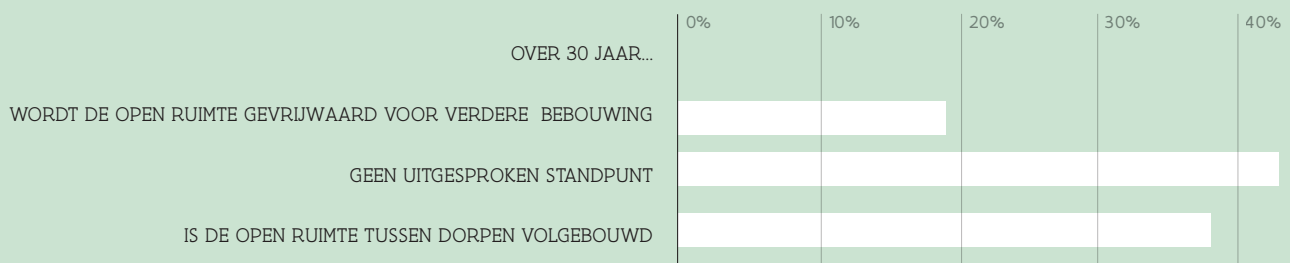 0% 10% 20% 30% 40%
OVER 30 JAAR...
WORDT DE OPEN RUIMTE GEVRIJWAARD VOOR VERDERE BEBOUWING
GEEN UITGESPROKEN STANDPUNT
IS DE OPEN RUIMTE TUSSEN DORPEN VOLGEBOUWD